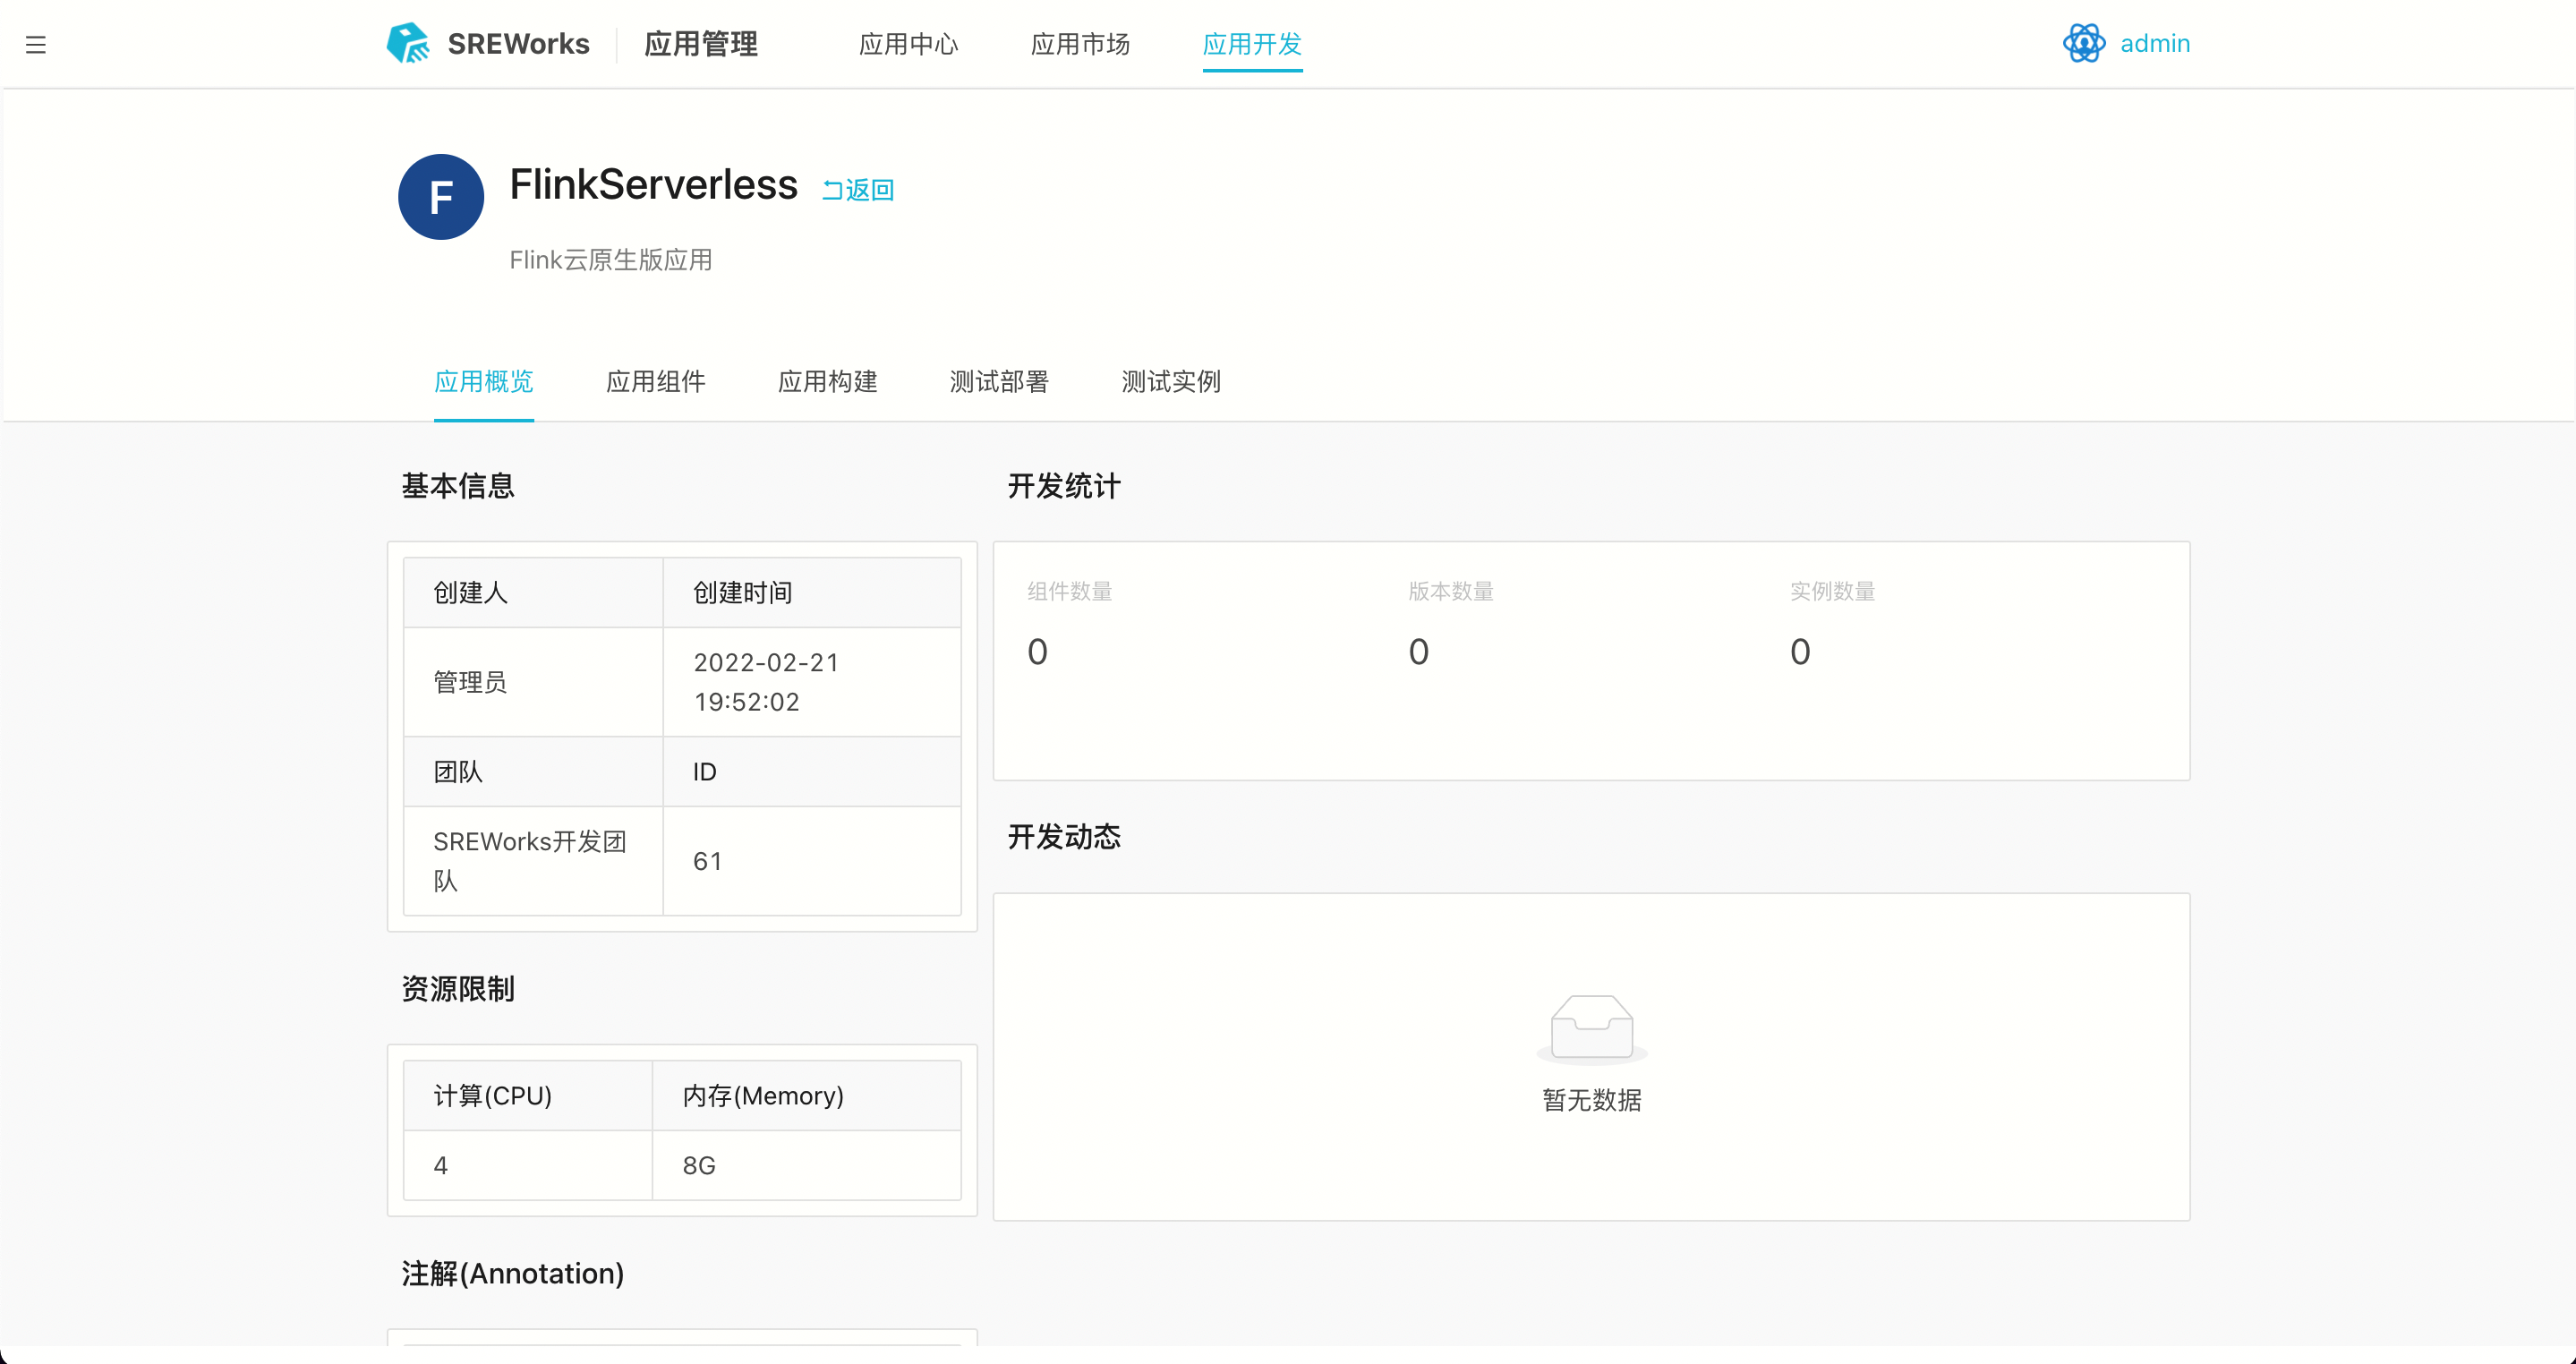 SREWorks 应用管理 应用中心 应用市场 应用开发 admin
F
FlinkServerless 返回
Flink云原生版应用
应用概览 应用组件 应用构建 测试部署 测试实例
基本信息
创建人 创建时间
管理员 2022-02-21
19:52:02
团队 ID
SREWorks开发团
队 61
资源限制
计算(CPU) 内存(Memory)
4 8G
注解(Annotation)
开发统计
组件数量 版本数量 实例数量
0 0 0
开发动态
暂无数据